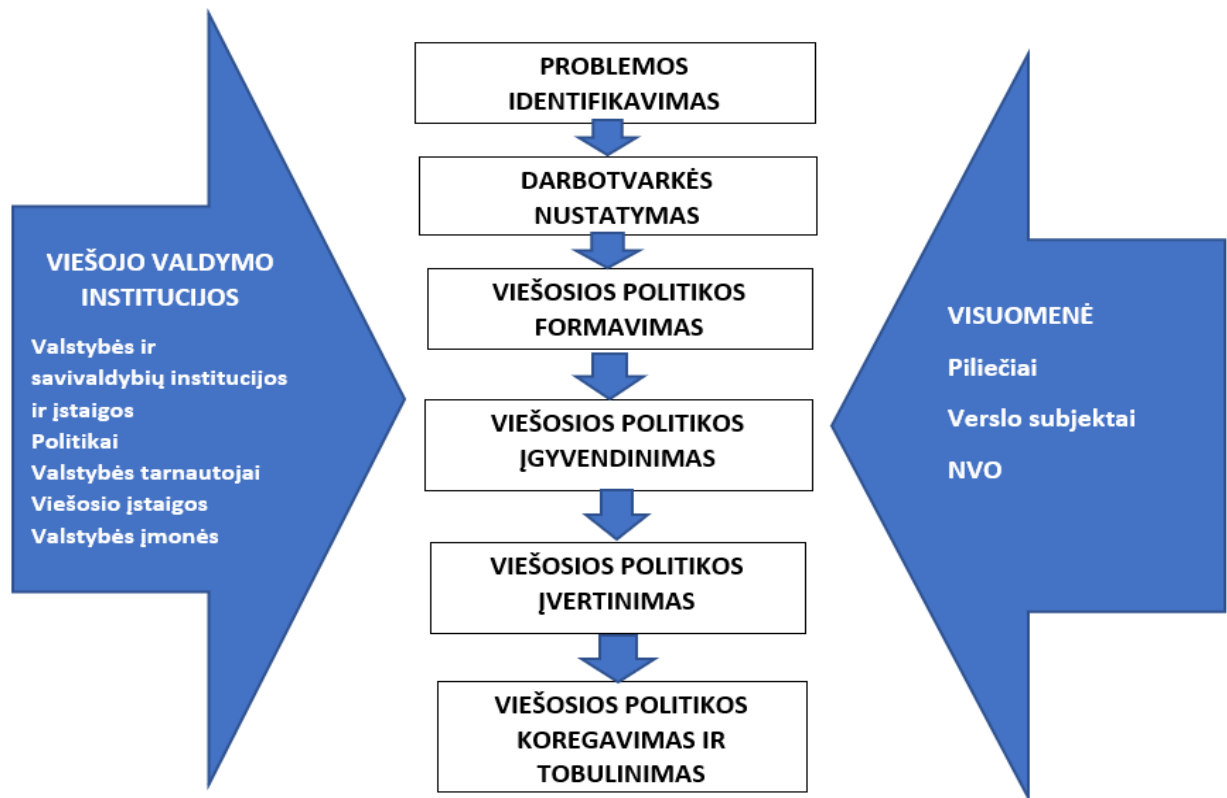 VIEŠOJO VALDYMO
INSTITUCIJOS
Valstybės ir
savivaldybių institucijos
ir įstaigos
Politikai
Valstybės tarnautojai
Viešosio įstaigos
Valstybės įmonės
PROBLEMOS
IDENTIFIKAVIMAS
DARBOTVARKĖS
NUSTATYMAS
VIEŠOSIOS POLITIKOS
FORMAVIMAS
VIEŠOSIOS POLITIKOS
ĮGYVENDINIMAS
VIEŠOSIOS POLITIKOS
ĮVERTINIMAS
VIEŠOSIOS POLITIKOS
KOREGAVIMAS IR
TOBULINIMAS
VISUOMENĖ
Piliečiai
Verslo subjektai
NVO